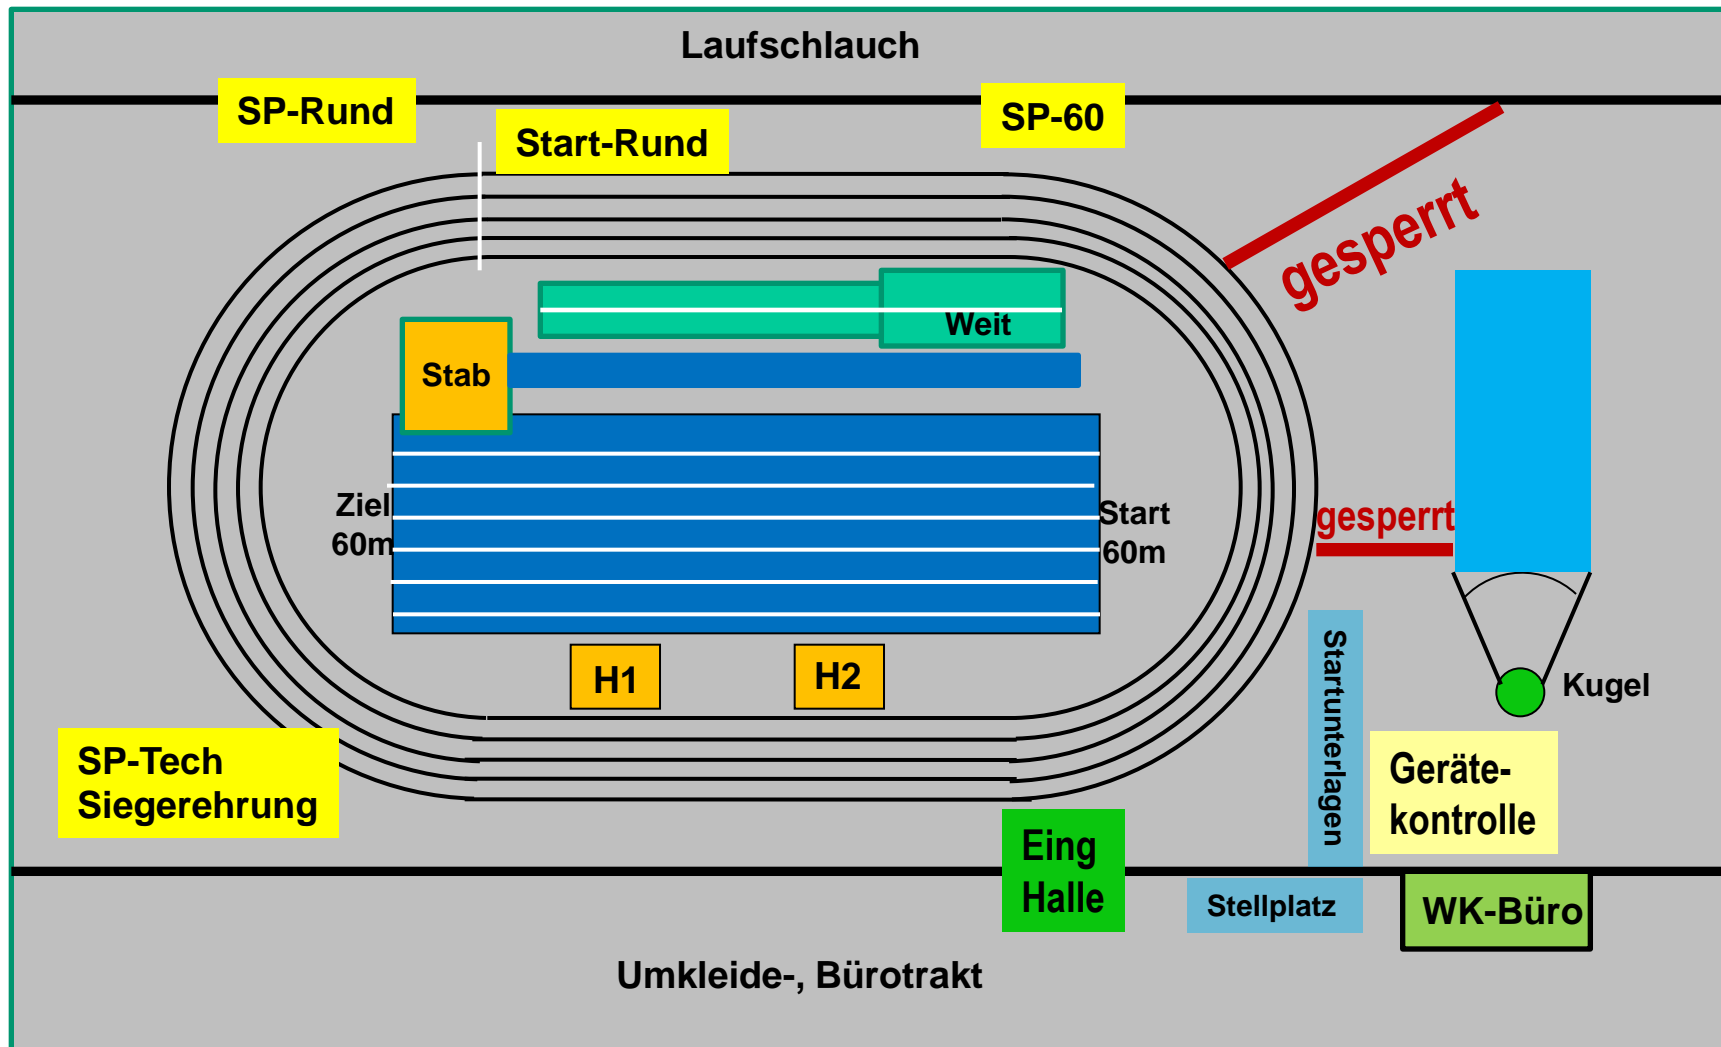 Laufschlauch
SP-Rund
SP-60
Start-Rund
gesperrt
Weit
Stab
Ziel
60m
Start
60m
gesperrt
H1
H2
Startunterlagen
Kugel
SP-Tech
Siegerehrung
Geräte-
kontrolle
Eing
Halle
Stellplatz
WK-Büro
Umkleide-, Bürotrakt